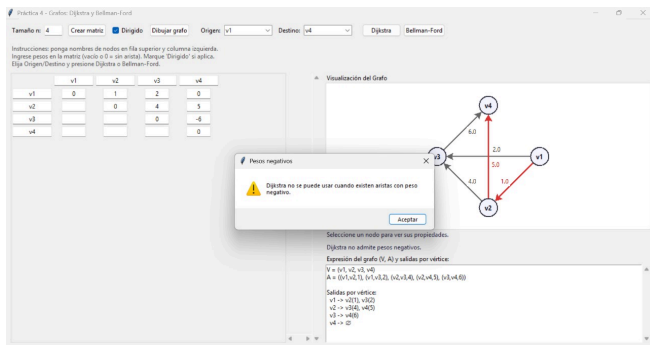 Práctica 4 - Grafos: Dijkstra y Bellman-Ford
Tamaño n: 4 Crear matriz Dirigido Dibujar grafo Origen: v1 Destino: v4 Dijkstra Bellman-Ford
Instrucciones: ponga nombres de nodos en fila superior y columna izquierda.
Ingrese pesos en la matriz (vacío o 0 = sin arista). Marque 'Dirigido' si aplica.
Elija Origen/Destino y presione Dijkstra o Bellman-Ford.
v1 v2 v3 v4
v1 0 1 2 0
v2 0 4 5
v3 0 -6
v4 0
Visualización del Grafo
v4
6.0
2.0
v3
v1
5.0
4.0
1.0
v2
Pesos negativos
Dijkstra no se puede usar cuando existen aristas con peso
negativo.
Aceptar
Seleccione un nodo para ver sus propiedades.
Dijkstra no admite pesos negativos.
Expresión del grafo (V, A) y salidas por vértice:
V = {v1, v2, v3, v4}
A = {(v1,v2,1), (v1,v3,2), (v2,v3,4), (v2,v4,5), (v3,v4,6)}
Salidas por vértice:
v1 -> v2(1), v3(2)
v2 -> v3(4), v4(5)
v3 -> v4(6)
v4 -> ∅